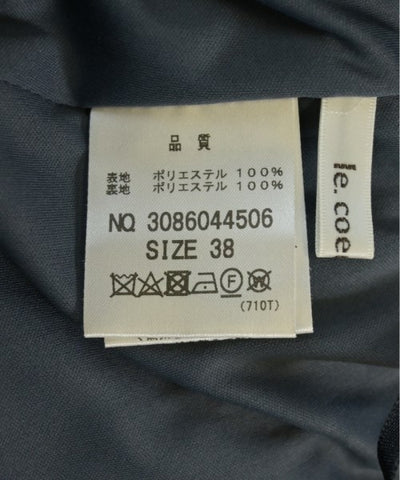 品質
表地 ポリエステル 100%
裏地 ポリエステル 100%
NO. 3086044506
SIZE 38
(710T)
ie.coe